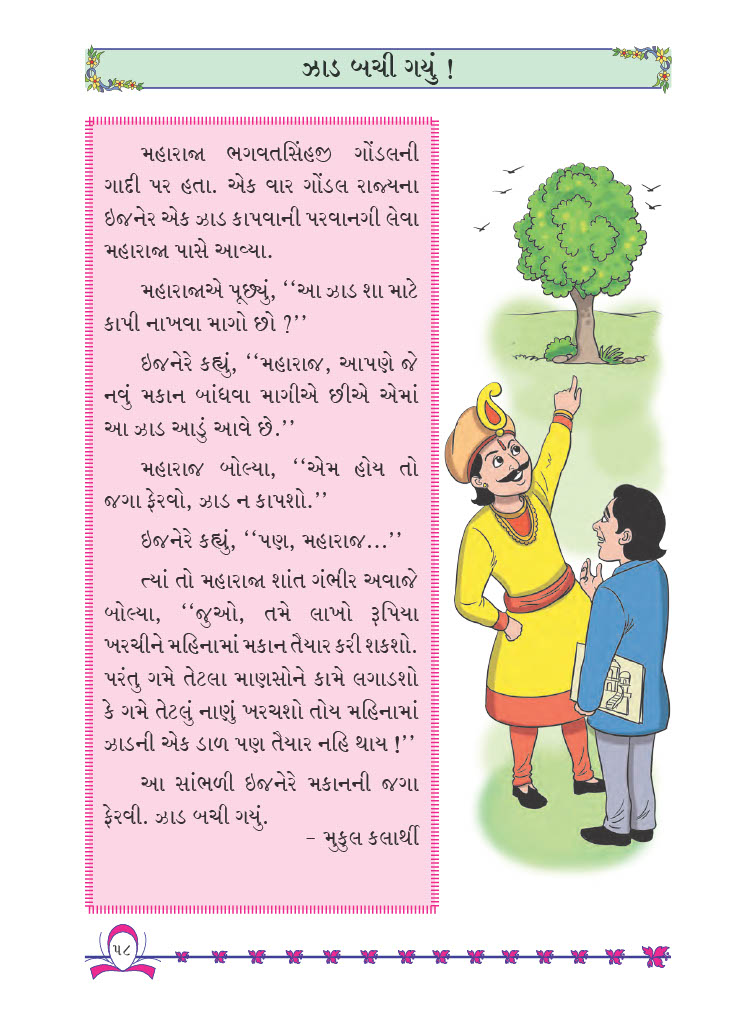 ઝાડ બચી ગયું !
મહારાજા ભગવતસિંહજી ગોંડલની
ગાદી પર હતા. એક વાર ગોંડલ રાજ્યના
ઇજનેર એક ઝાડ કાપવાની પરવાનગી લેવા
મહારાજા પાસે આવ્યા.
મહારાજાએ પૂછ્યું, ‘‘આ ઝાડ શા માટે
કાપી નાખવા માગો છો ?’’
ઇજનેરે કહ્યું, ‘‘મહારાજ, આપણે જે
નવું મકાન બાંધવા માગીએ છીએ એમાં
આ ઝાડ આડું આવે છે.’’
મહારાજ બોલ્યા, ‘‘એમ હોય તો
જગા ફેરવો, ઝાડ ન કાપશો.’’
ઇજનેરે કહ્યું, ‘‘પણ, મહારાજ...’’
ત્યાં તો મહારાજા શાંત ગંભીર અવાજે
બોલ્યા, ‘‘જુઓ, તમે લાખો રૂપિયા
ખરચીને મહિનામાં મકાન તૈયાર કરી શકશો.
પરંતુ ગમે તેટલા માણસોને કામે લગાડશો
કે ગમે તેટલું નાણું ખરચશો તોય મહિનામાં
ઝાડની એક ડાળ પણ તૈયાર નહિ થાય !’’
આ સાંભળી ઇજનેરે મકાનની જગા
ફેરવી. ઝાડ બચી ગયું.
– મુકુલ કલાર્થી
૫૮